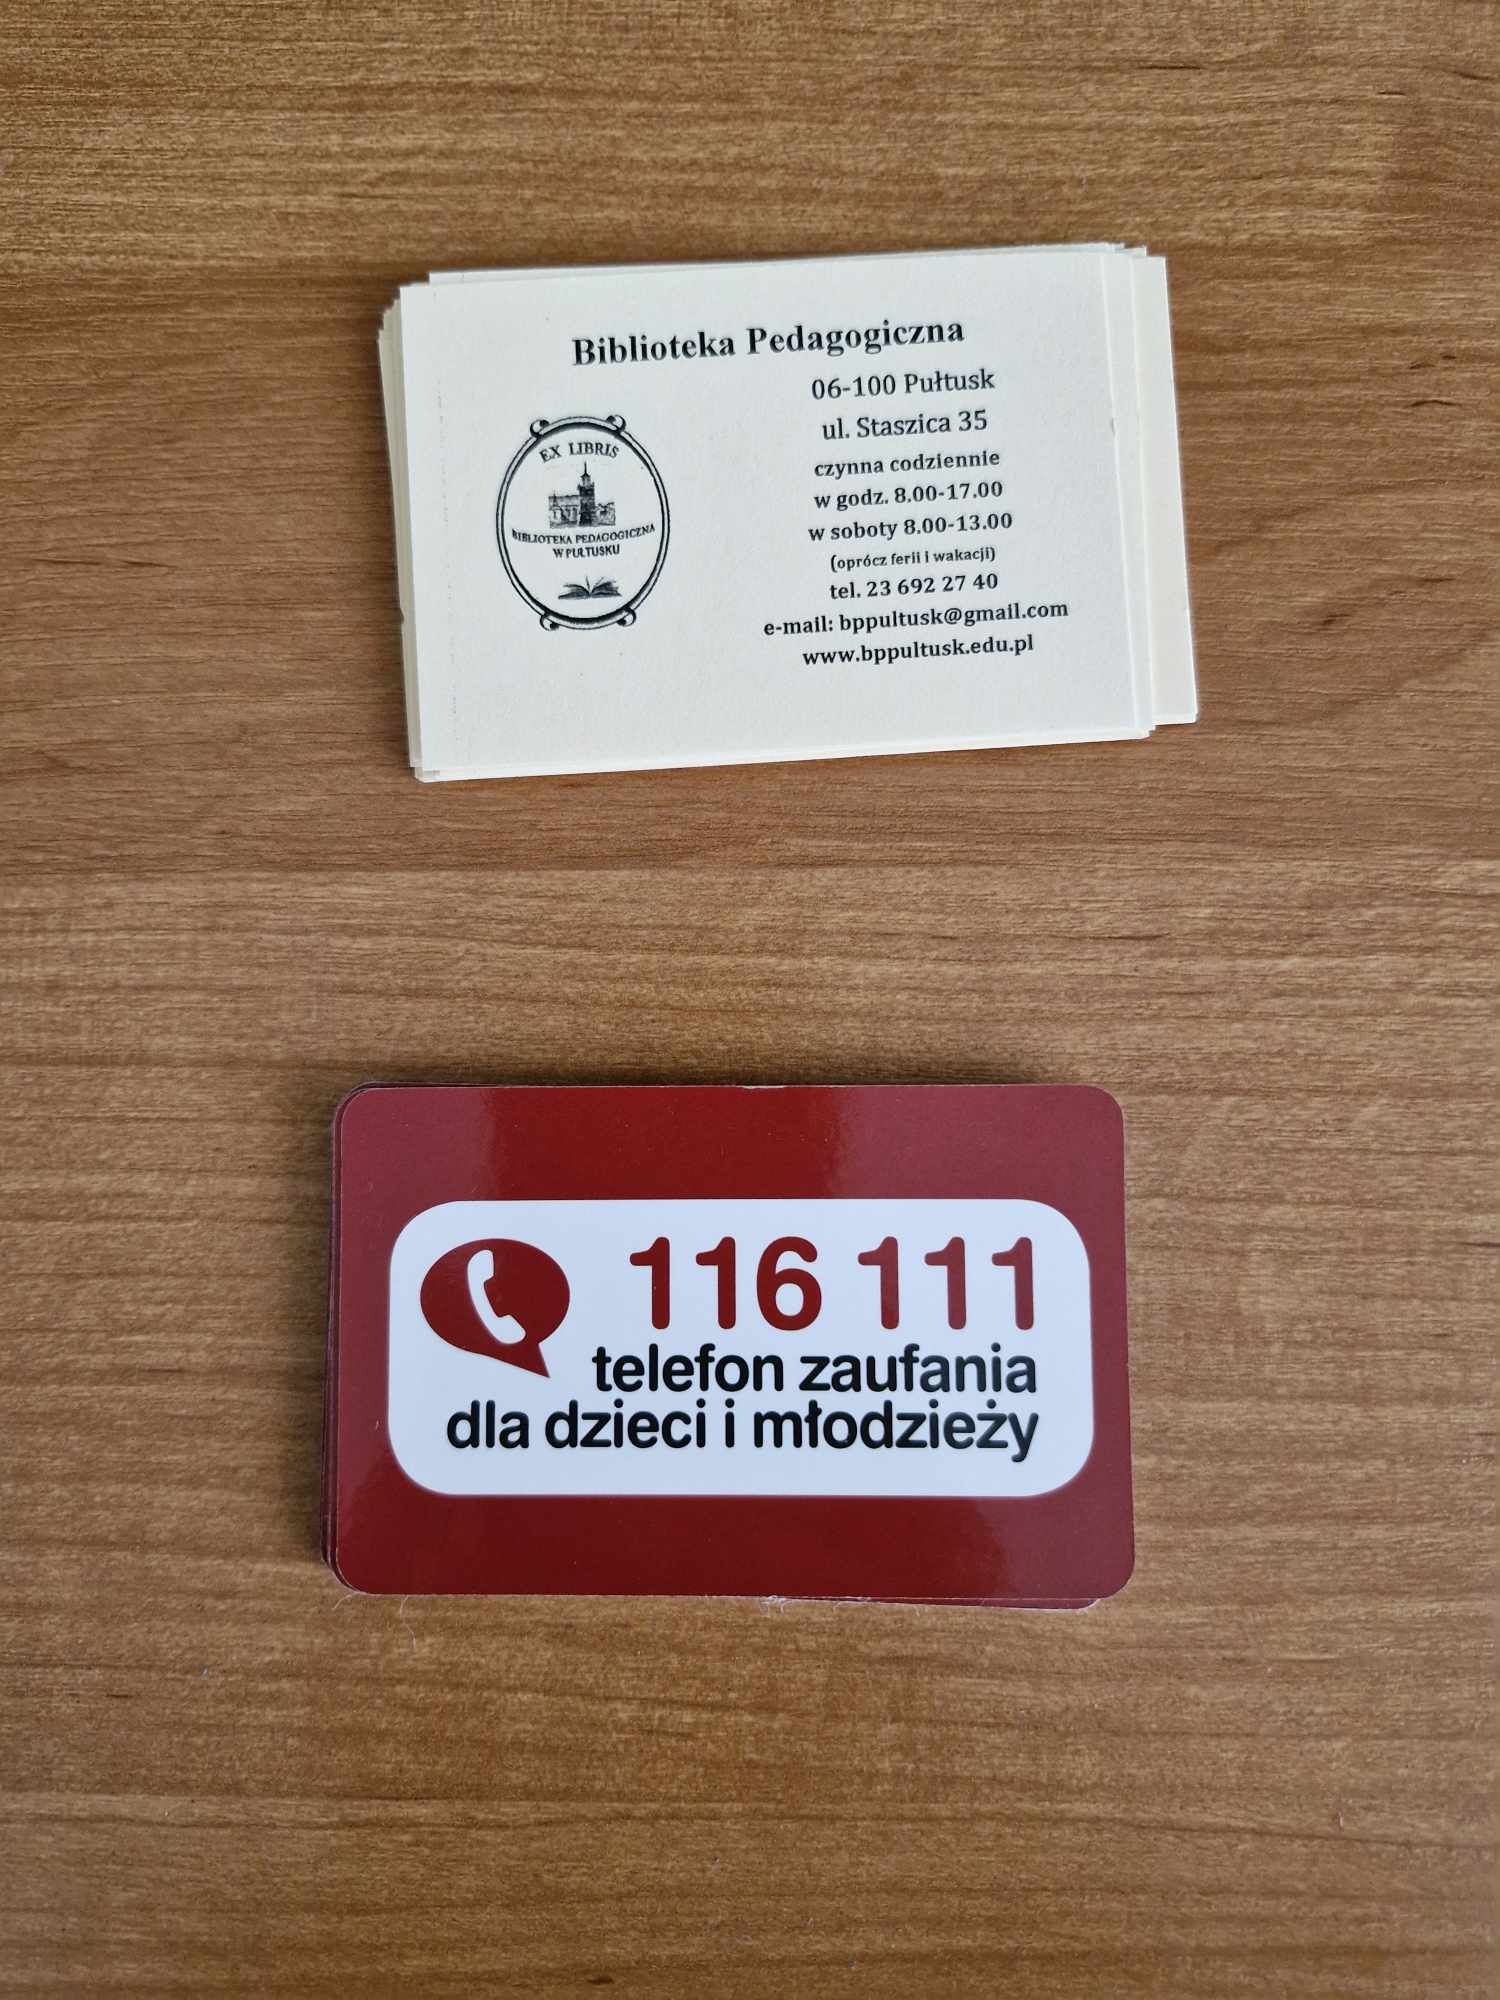 Biblioteka Pedagogiczna
EX LIBRIS
BIBLIOTEKA PEDAGOGICZNA
W PUŁTUSKU
06-100 Pułtusk
ul. Staszica 35
czynna codziennie
w godz. 8.00-17.00
w soboty 8.00-13.00
(oprócz ferii i wakacji)
tel. 23 692 27 40
e-mail: bppultusk@gmail.com
www.bppultusk.edu.pl
116 111
telefon zaufania
dla dzieci i młodzieży